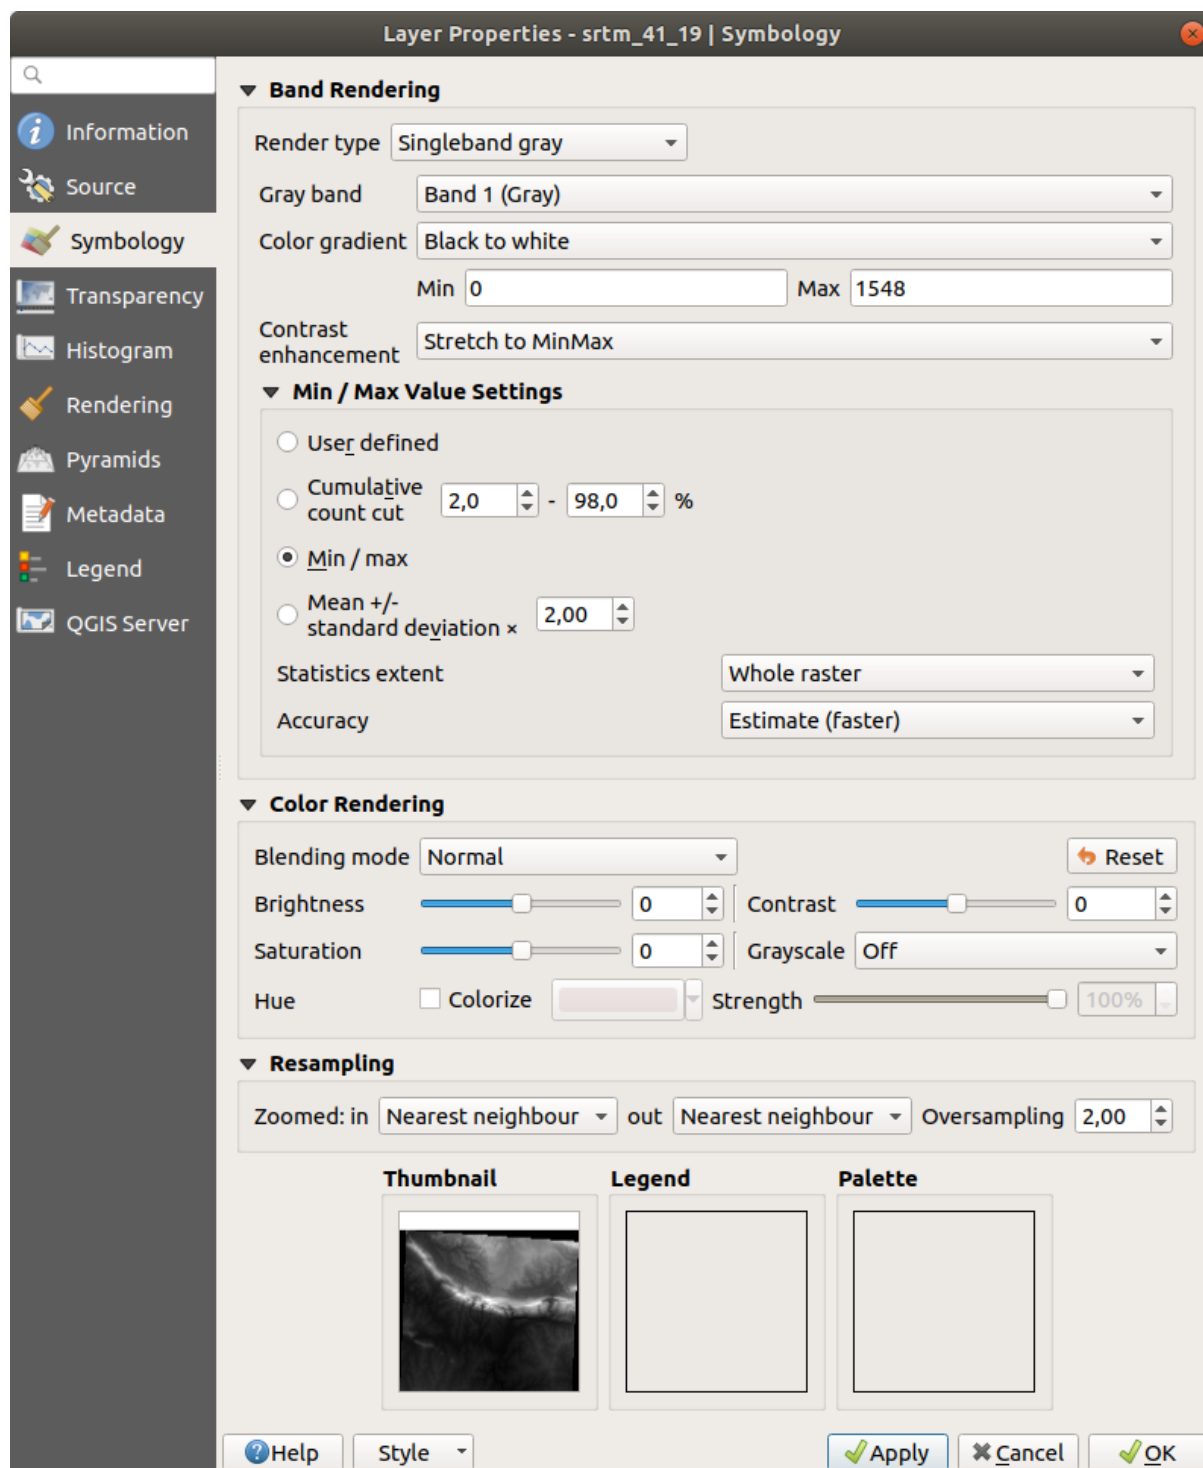 Layer Properties - srtm_41_19 | Symbology
Information
Source
Symbology
Transparency
Histogram
Rendering
Pyramids
Metadata
Legend
QGIS Server
Band Rendering
Render type Singleband gray
Gray band Band 1 (Gray)
Color gradient Black to white
Min 0 Max 1548
Contrast
enhancement Stretch to MinMax
Min / Max Value Settings
User defined
Cumulative
count cut 2,0 - 98,0 %
Min / max
Mean +/-
standard deviation × 2,00
Statistics extent Whole raster
Accuracy Estimate (faster)
Color Rendering
Blending mode Normal Reset
Brightness 0 Contrast 0
Saturation 0 Grayscale Off
Hue Colorize Strength 100%
Resampling
Zoomed: in Nearest neighbour out Nearest neighbour Oversampling 2,00
Thumbnail Legend Palette
Help Style Apply Cancel OK